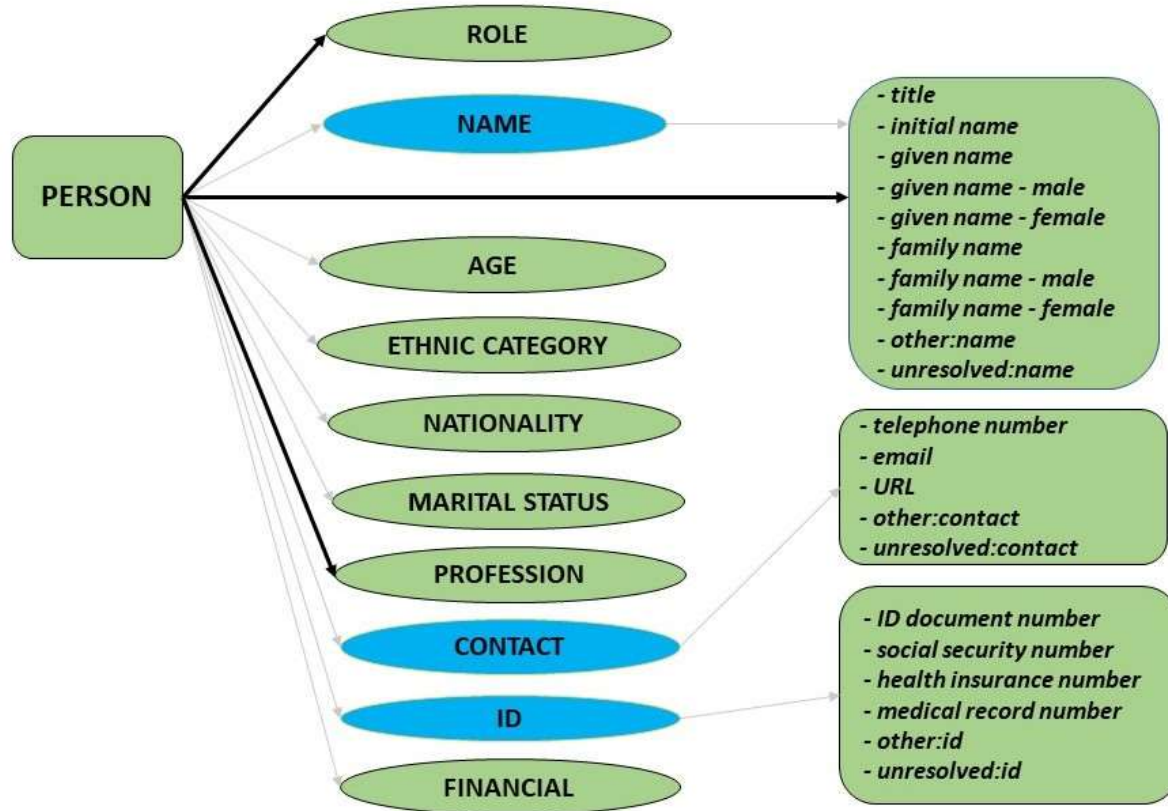 PERSON
ROLE
NAME
AGE
ETHNIC CATEGORY
NATIONALITY
MARITAL STATUS
PROFESSION
CONTACT
ID
FINANCIAL
- title
- initial name
- given name
- given name - male
- given name - female
- family name
- family name - male
- family name - female
- other:name
- unresolved:name
- telephone number
- email
- URL
- other:contact
- unresolved:contact
- ID document number
- social security number
- health insurance number
- medical record number
- other:id
- unresolved:id